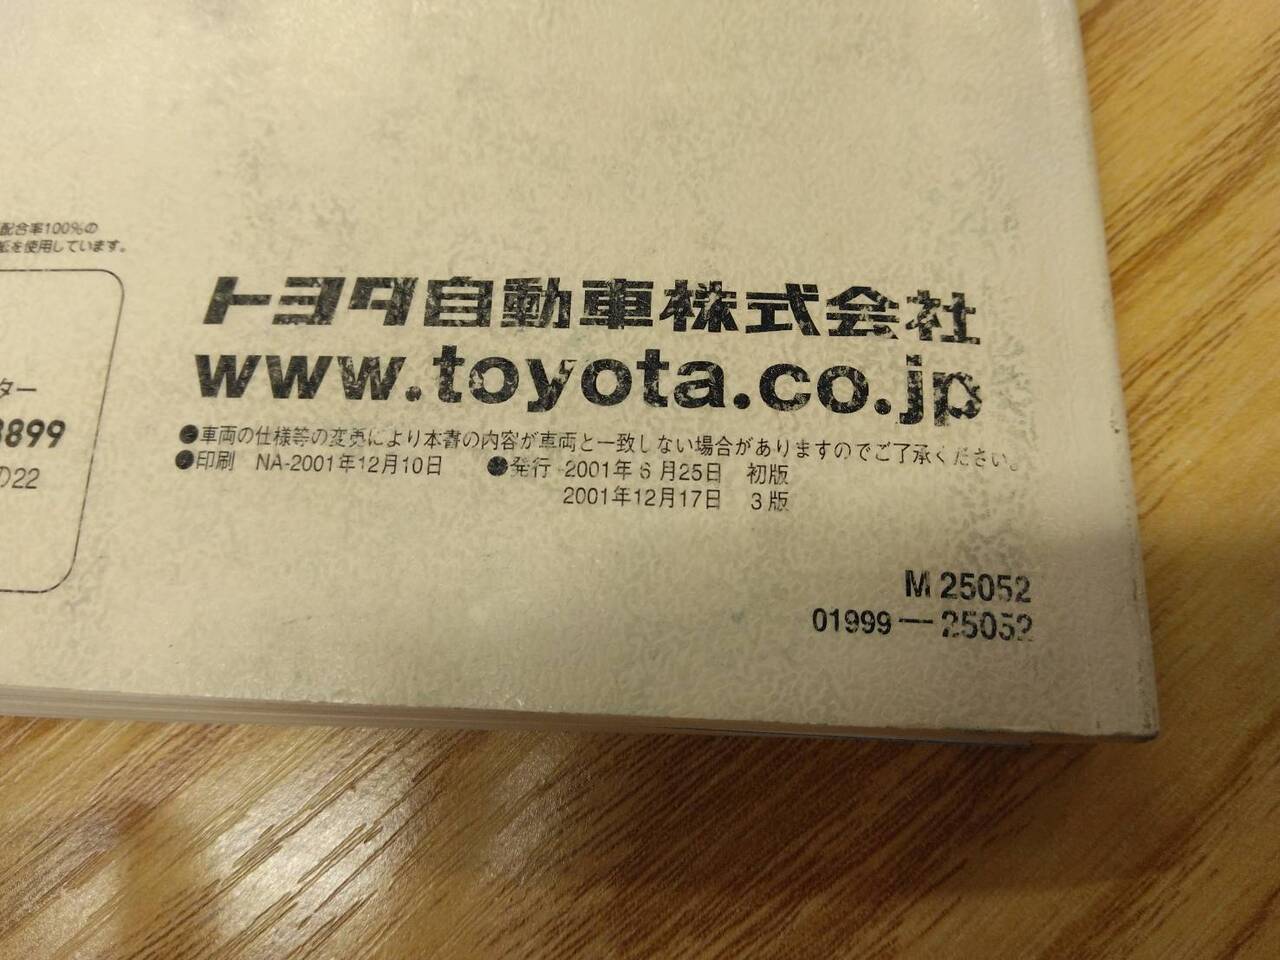 配合率100%の
紙を使用しています。
ター
8899
の22
トヨタ自動車株式会社
www.toyota.co.jp
●車両の仕様等の変更により本書の内容が車両と一致しない場合がありますのでご了承ください。
●印刷 NA-2001年12月10日 ●発行 2001年 6月25日 初版
2001年12月17日 3版
M 25052
01999―25052